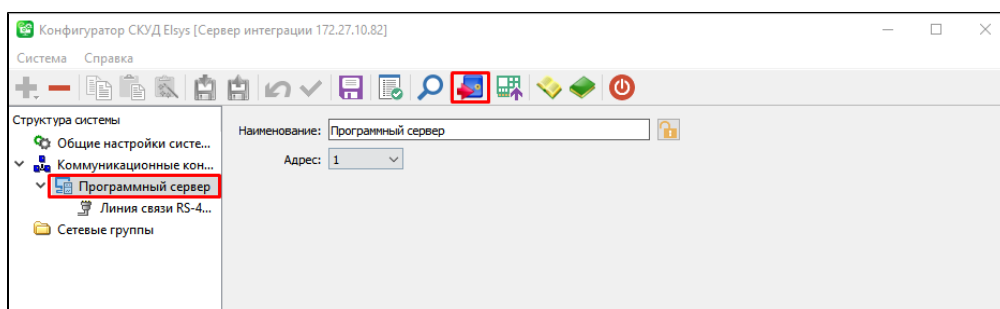 Конфигуратор СКУД Elsys [Сервер интеграции 172.27.10.82]
Система Справка
Структура системы
Общие настройки систе...
Коммуникационные кон...
Программный сервер
Линия связи RS-4...
Сетевые группы
Наименование: Программный сервер
Адрес: 1